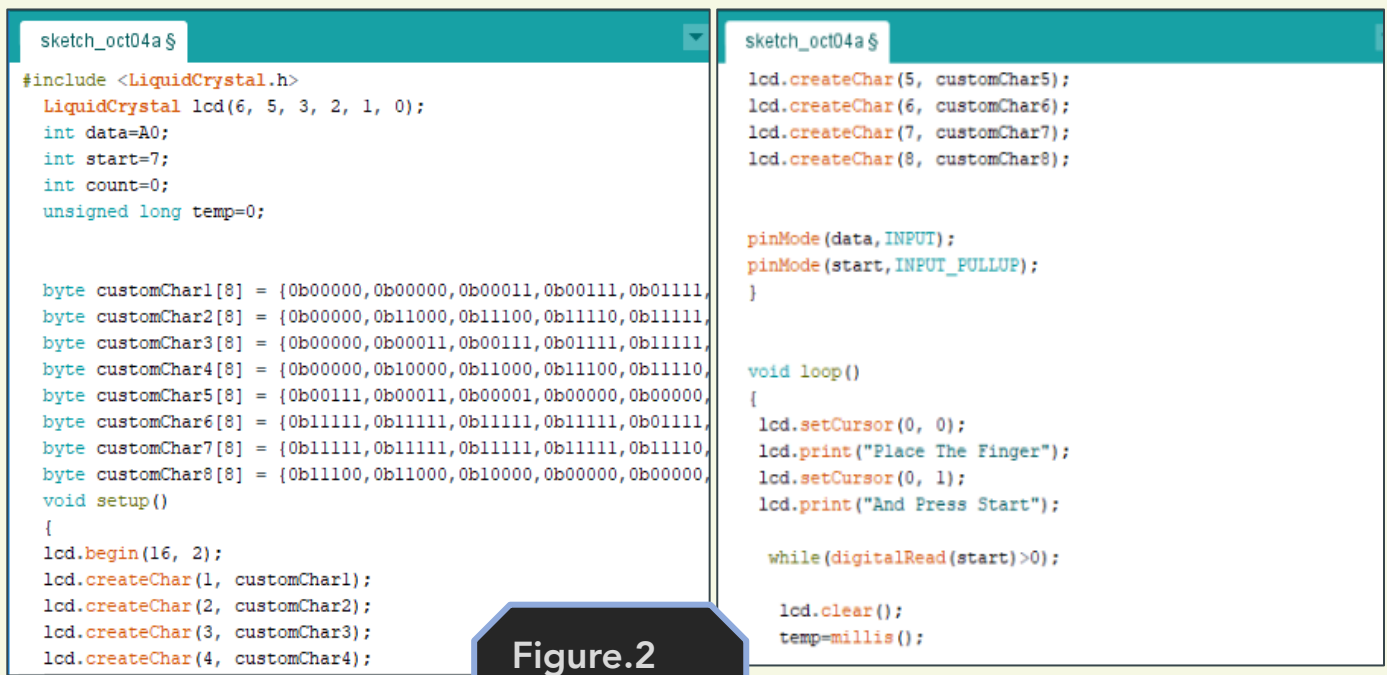 sketch_oct04a §
#include <LiquidCrystal.h>
LiquidCrystal lcd(6, 5, 3, 2, 1, 0);
int data=A0;
int start=7;
int count=0;
unsigned long temp=0;
byte customChar1[8] = {0b00000,0b00000,0b00011,0b00111,0b01111,
byte customChar2[8] = {0b00000,0b11000,0b11100,0b11110,0b11111,
byte customChar3[8] = {0b00000,0b00011,0b00111,0b01111,0b11111,
byte customChar4[8] = {0b00000,0b10000,0b11000,0b11100,0b11110,
byte customChar5[8] = {0b00111,0b00011,0b00001,0b00000,0b00000,
byte customChar6[8] = {0b11111,0b11111,0b11111,0b11111,0b01111,
byte customChar7[8] = {0b11111,0b11111,0b11111,0b11111,0b11110,
byte customChar8[8] = {0b11100,0b11000,0b10000,0b00000,0b00000,
void setup()
{
lcd.begin(16, 2);
lcd.createChar(1, customChar1);
lcd.createChar(2, customChar2);
lcd.createChar(3, customChar3);
lcd.createChar(4, customChar4);
sketch_oct04a §
lcd.createChar(5, customChar5);
lcd.createChar(6, customChar6);
lcd.createChar(7, customChar7);
lcd.createChar(8, customChar8);
pinMode(data,INPUT);
pinMode(start,INPUT_PULLUP);
}
void loop()
{
lcd.setCursor(0, 0);
lcd.print("Place The Finger");
lcd.setCursor(0, 1);
lcd.print("And Press Start");
while(digitalRead(start)>0);
lcd.clear();
temp=millis();
Figure.2